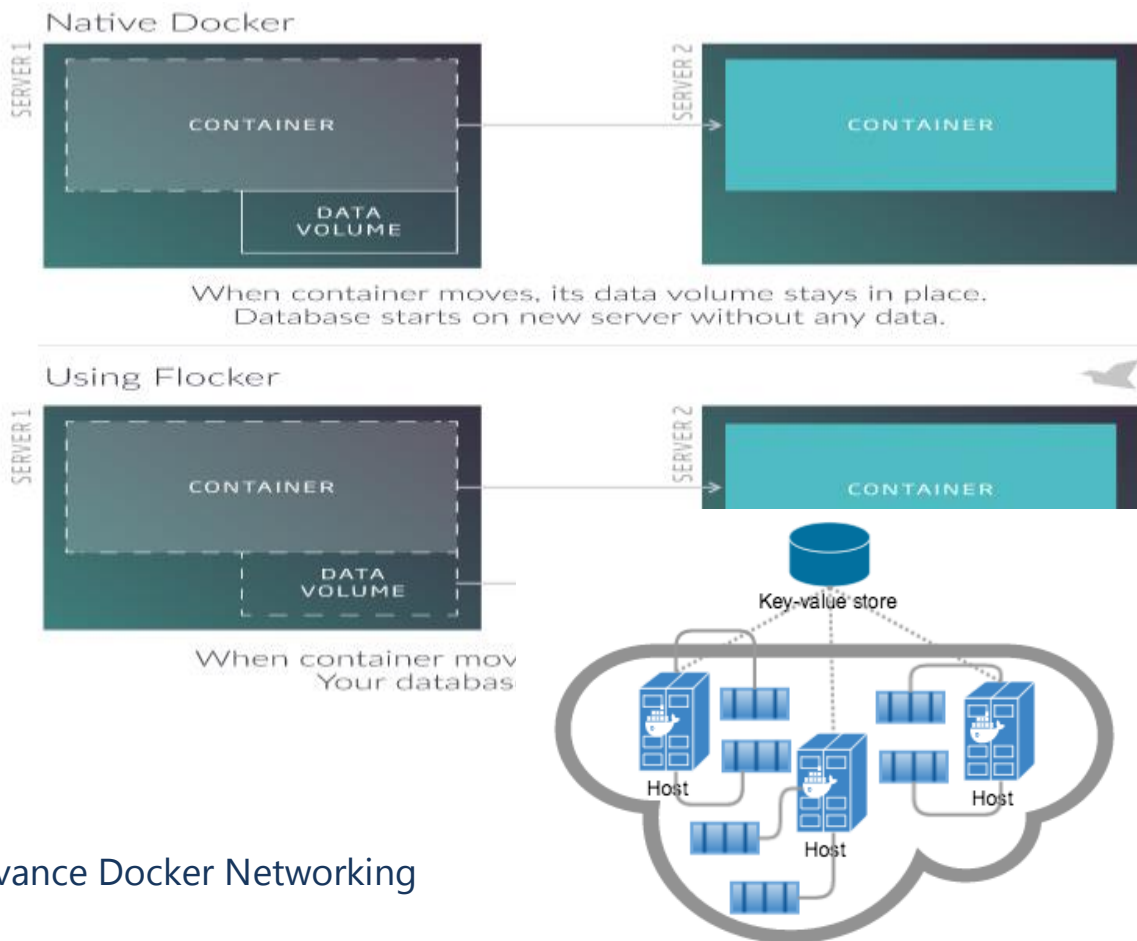 Native Docker
SERVER 1
CONTAINER
DATA
VOLUME
SERVER 2
CONTAINER
When container moves, its data volume stays in place.
Database starts on new server without any data.
Using Flocker
SERVER 1
CONTAINER
DATA
VOLUME
SERVER 2
CONTAINER
When container mov
Your databas
Key-value store
Host
Host
Host
vance Docker Networking